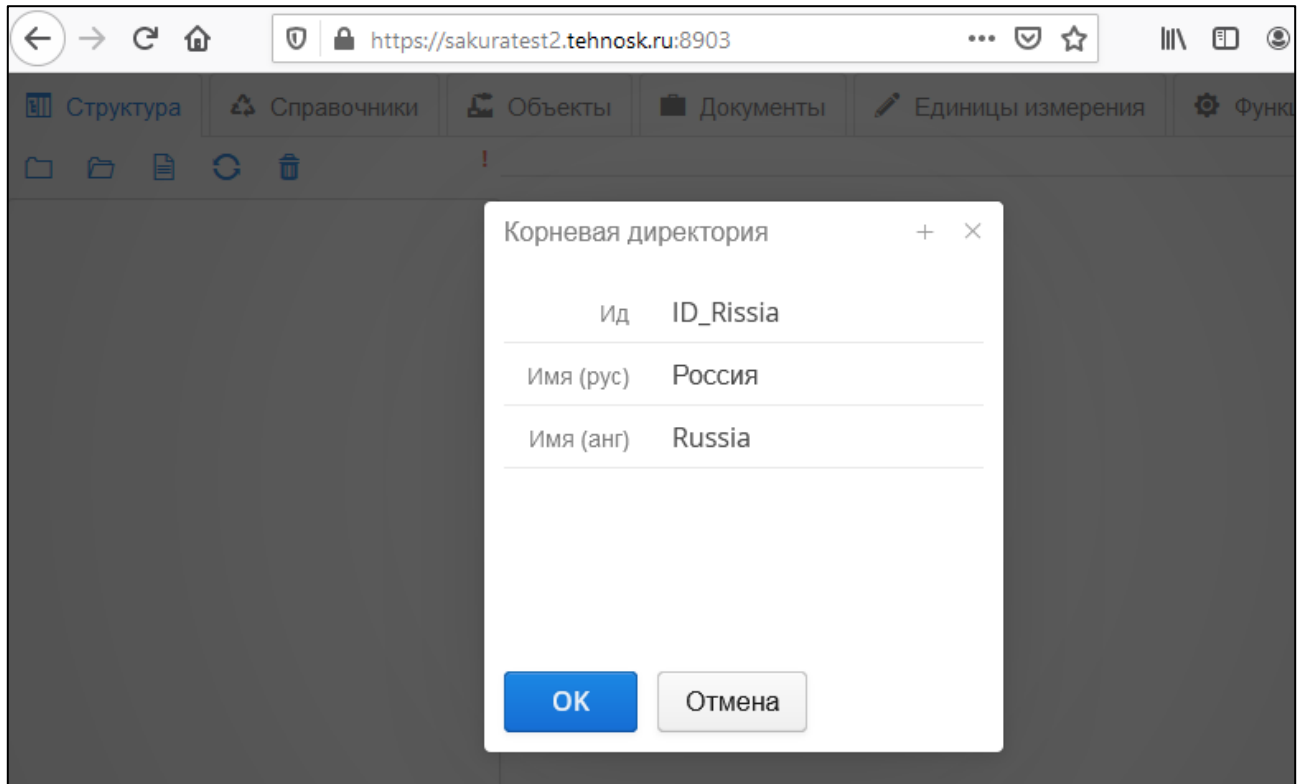 https://sakuratest2.tehnosk.ru:8903
Структура Справочники Объекты Документы Единицы измерения Функц
!
Корневая директория
Ид ID_Rissia
Имя (рус) Россия
Имя (анг) Russia
OK Отмена